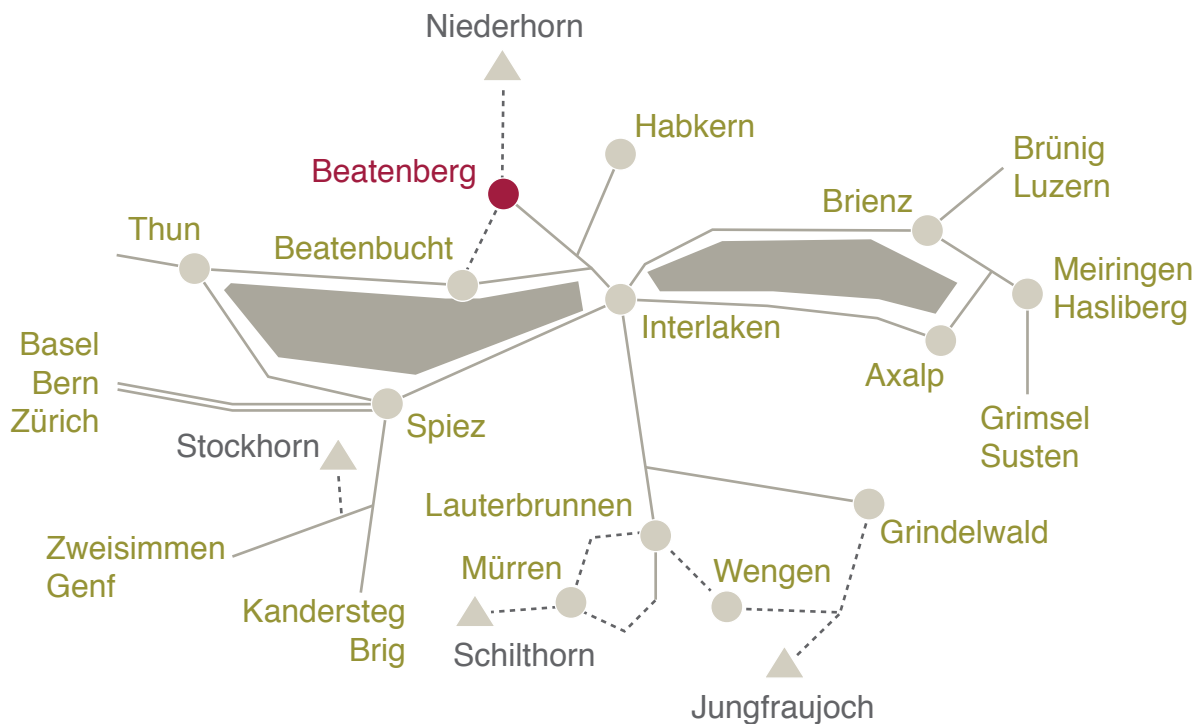 Niederhorn
Habkern
Brünig
Luzern
Beatenberg
Brienz
Thun
Beatenbucht
Meiringen
Hasliberg
Interlaken
Basel
Bern
Zürich
Axalp
Spiez
Grimsel
Susten
Stockhorn
Lauterbrunnen
Grindelwald
Zweisimmen
Genf
Mürren
Wengen
Kandersteg
Brig
Schilthorn
Jungfraujoch